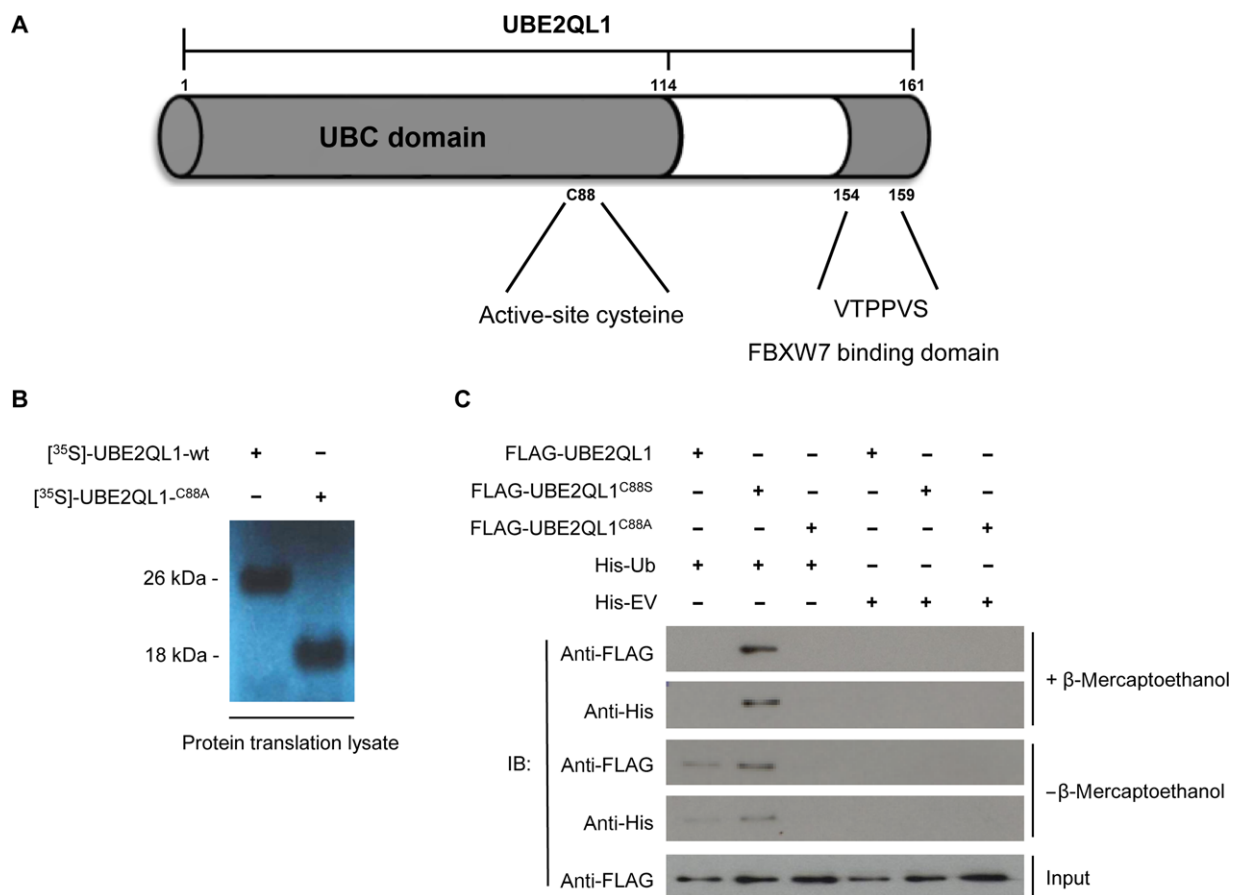 A
UBE2QL1
1 114 161
UBC domain
C88 154 159
Active-site cysteine
VTPPVS
FBXW7 binding domain
B
[³⁵S]-UBE2QL1-wt + –
[³⁵S]-UBE2QL1-ᶜ⁸⁸ᴬ – +
26 kDa -
18 kDa -
Protein translation lysate
C
FLAG-UBE2QL1 + – – + – –
FLAG-UBE2QL1ᶜ⁸⁸ˢ – + – – + –
FLAG-UBE2QL1ᶜ⁸⁸ᴬ – – + – – +
His-Ub + + + – – –
His-EV – – – + + +
IB:
Anti-FLAG
Anti-His
+ β-Mercaptoethanol
Anti-FLAG
Anti-His
–β-Mercaptoethanol
Anti-FLAG
Input